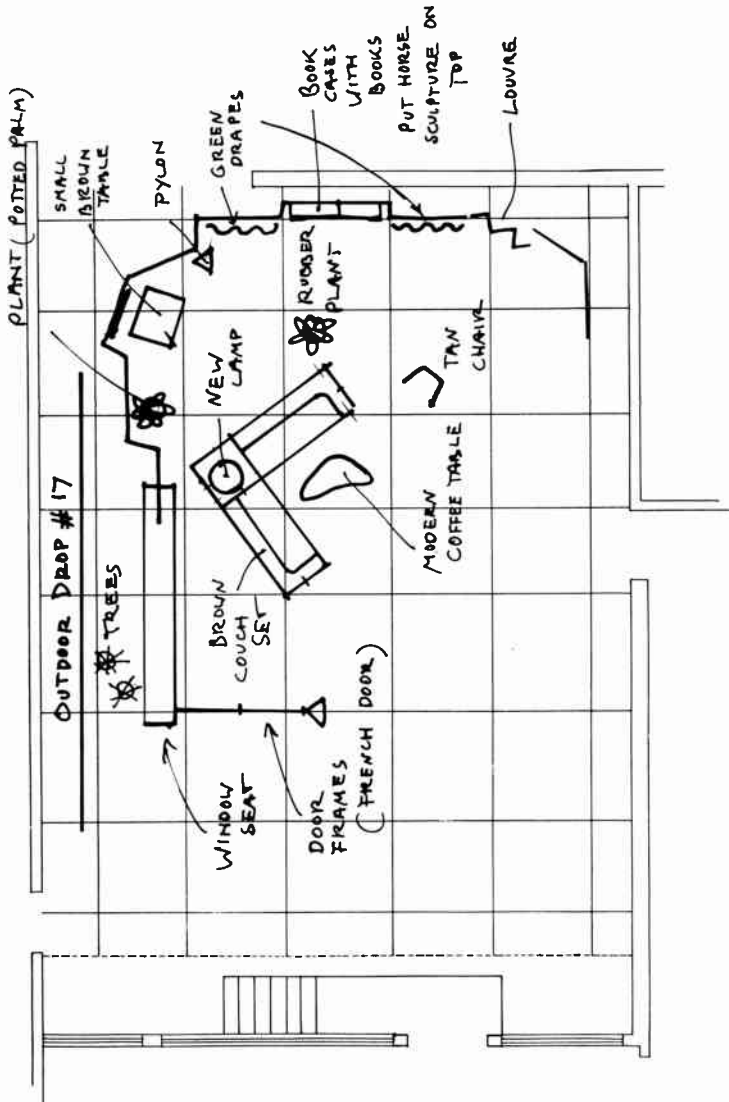 PLANT (POTTED PALM)
SMALL
BROWN
TABLE
PYLON
GREEN
DRAPES
BOOK
CASES
WITH
BOOKS
PUT HORSE
SCULPTURE ON
TOP
LOUVRE
OUTDOOR DROP #17
TREES
NEW
LAMP
RUBBER
PLANT
TAN
CHAIR
BROWN
COUCH
SET
MODERN
COFFEE TABLE
WINDOW
SEAT
DOOR
FRAMES
(FRENCH DOOR)